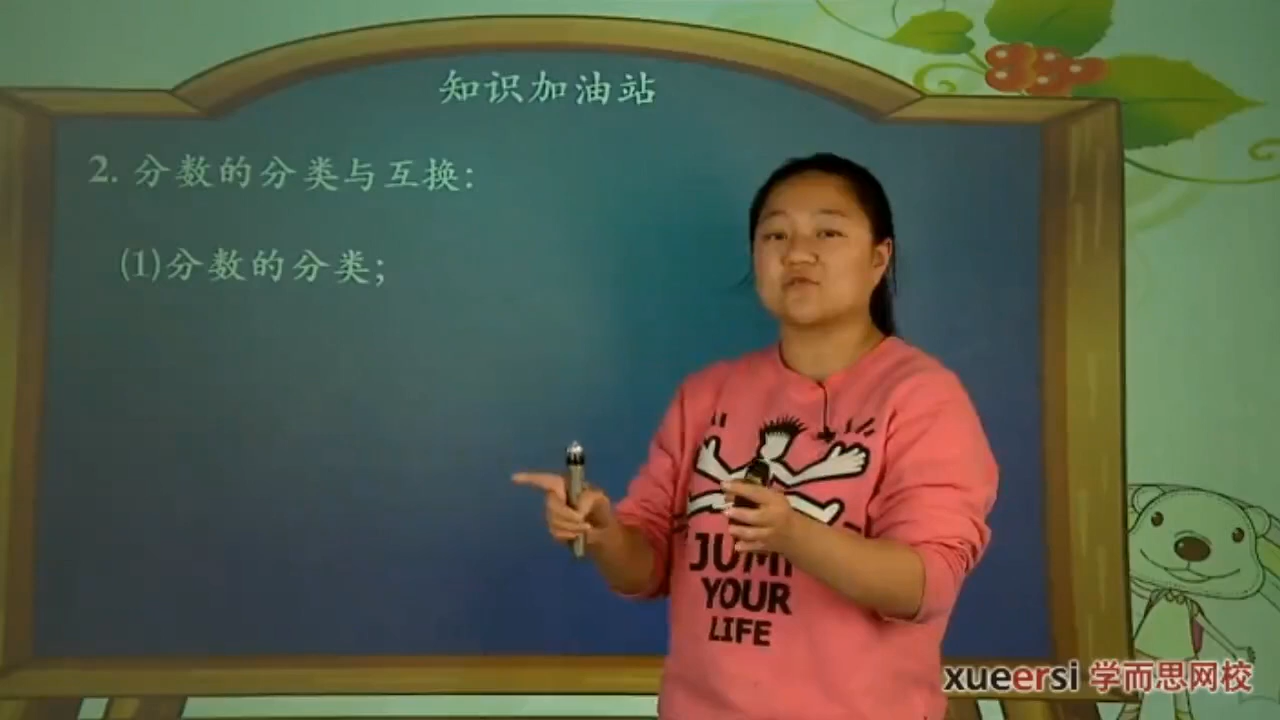 知识加油站
2. 分数的分类与互换:
(1)分数的分类;
JUMP
YOUR
LIFE
xueersi 学而思网校